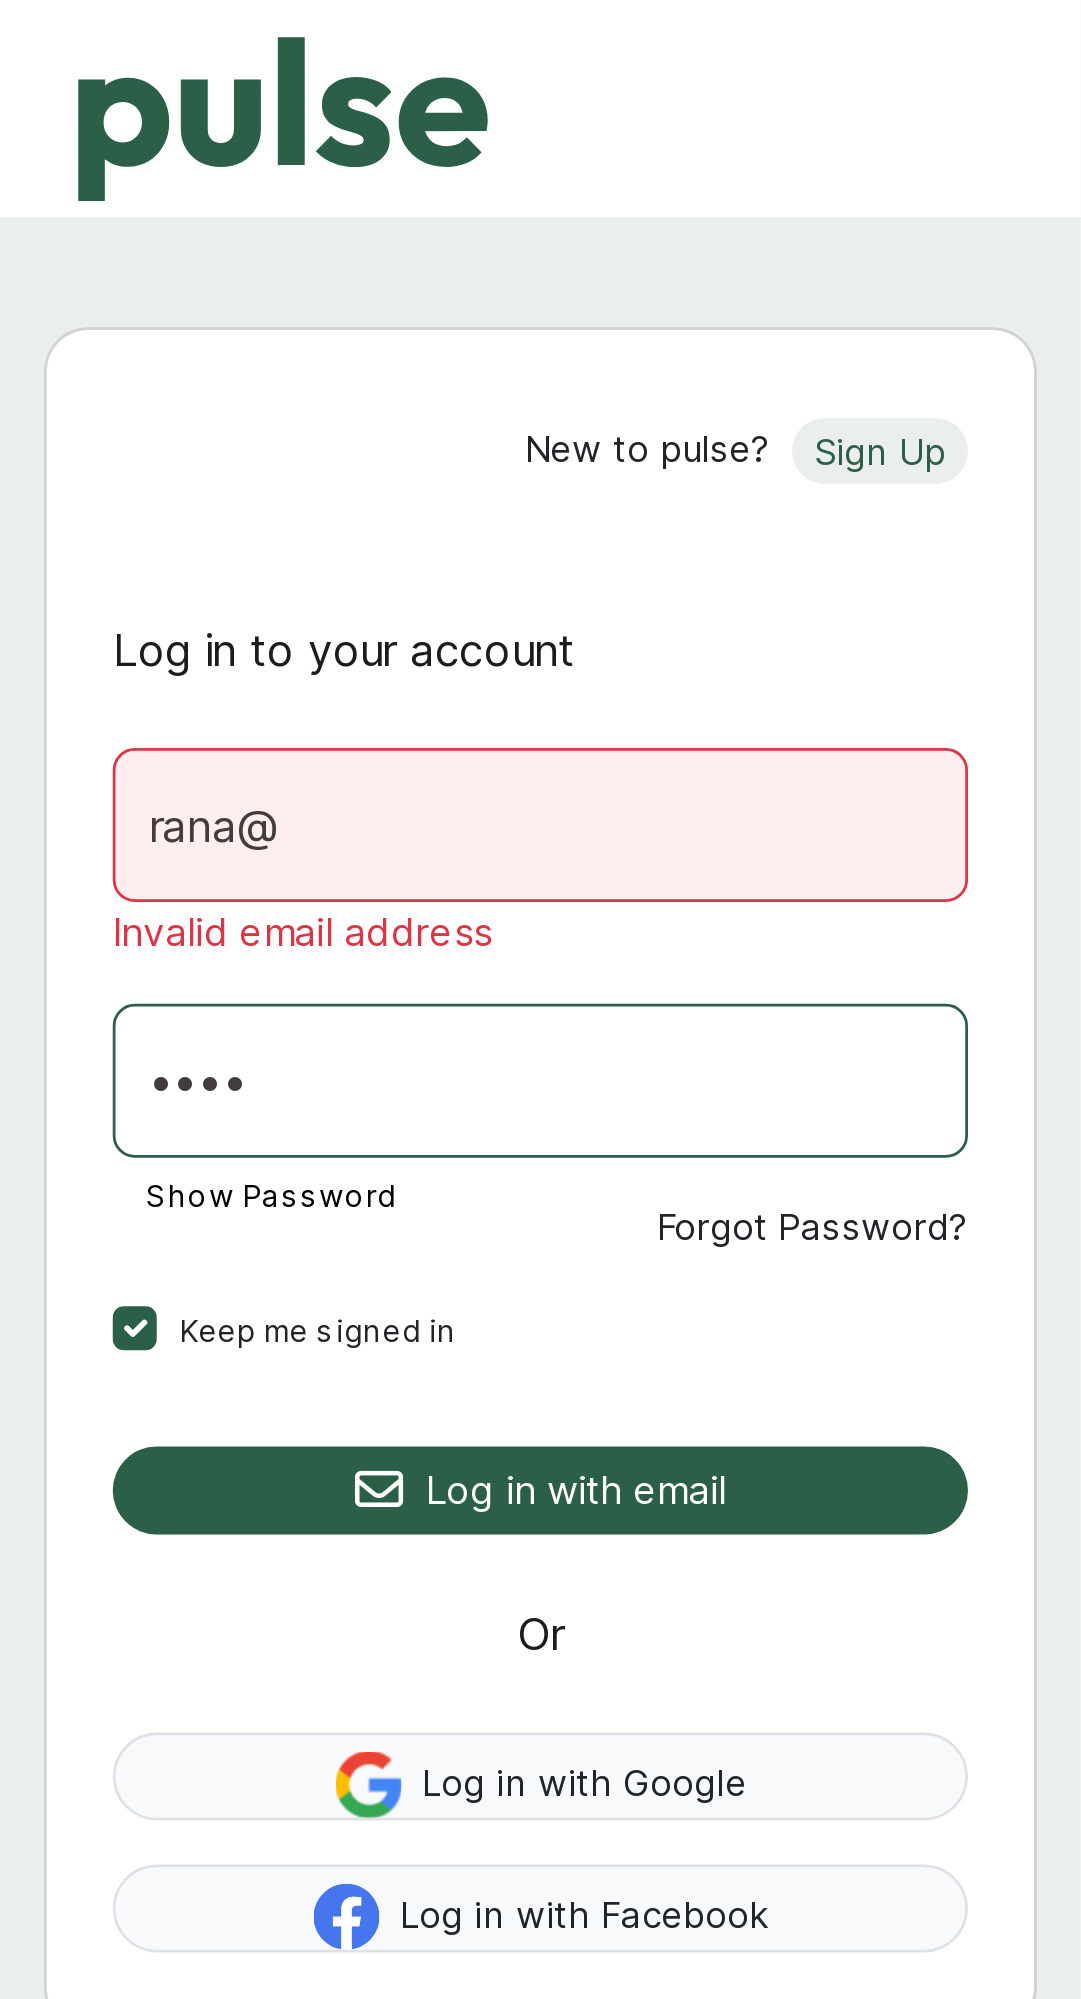 pulse
New to pulse? Sign Up
Log in to your account
rana@
Invalid email address
••••
Show Password
Forgot Password?
Keep me signed in
Log in with email
Or
Log in with Google
Log in with Facebook